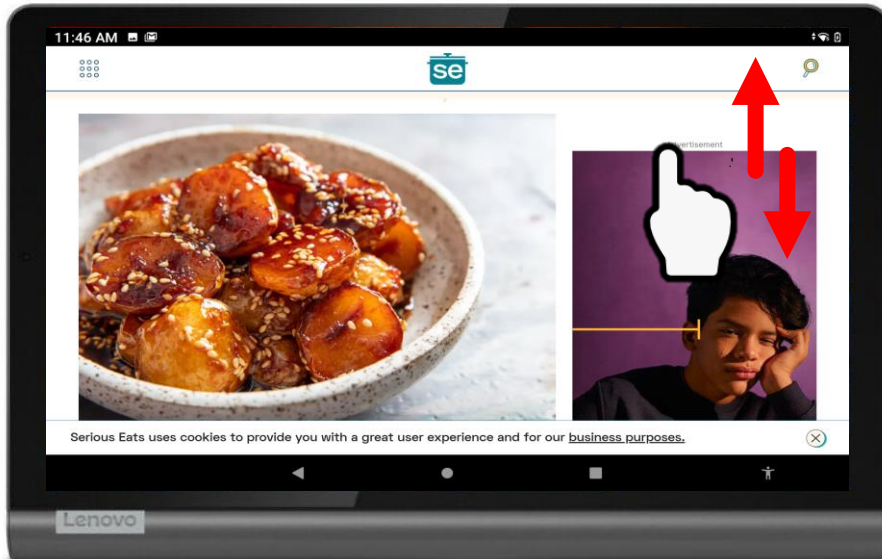 11:46 AM
se
Advertisement
Serious Eats uses cookies to provide you with a great user experience and for our business purposes.
Lenovo